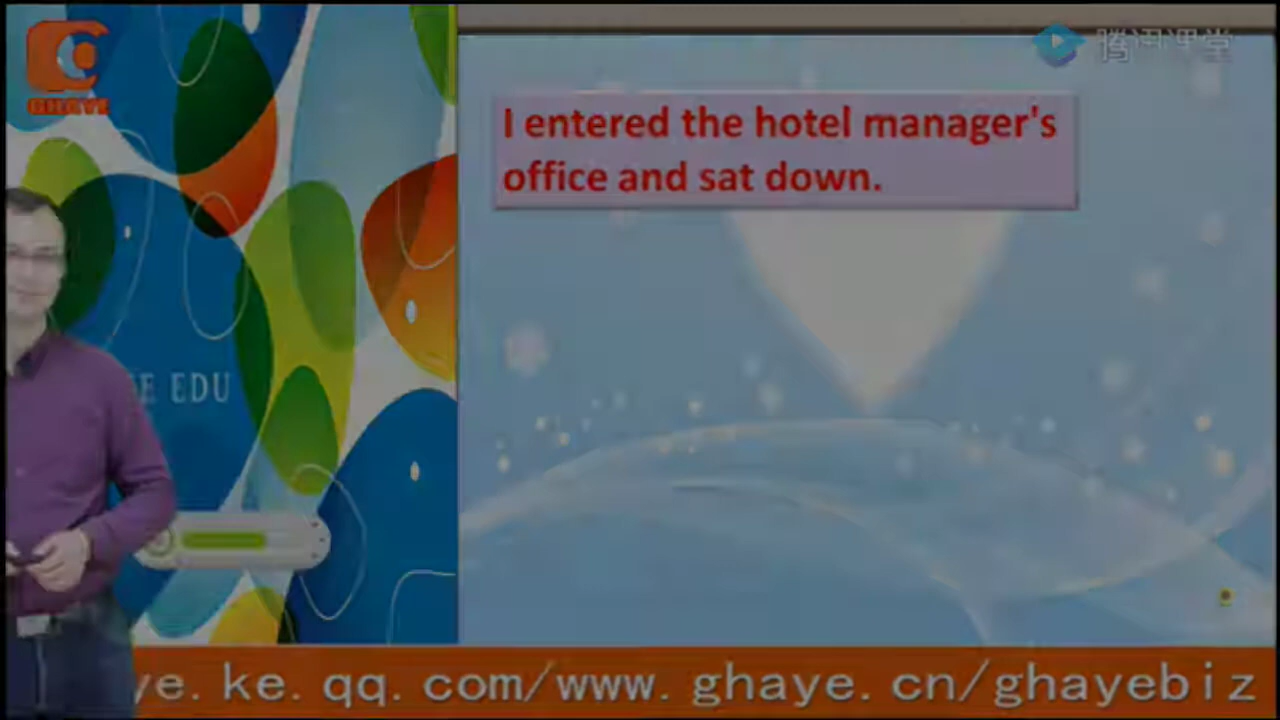 GHAYE
腾讯课堂
I entered the hotel manager's
office and sat down.
E EDU
ye.ke.qq.com/www.ghaye.cn/ghayebiz